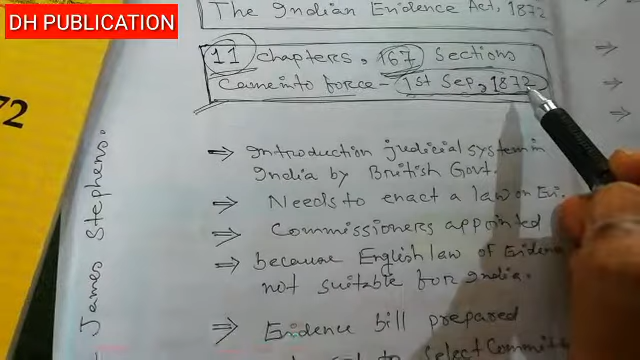 DH PUBLICATION
The Indian Evidence Act, 1872
11 chapteres, 167 Sections
Came into force - 1st Sep, 1872
72
James Stephens.
⇒ Introduction judicial system in
India by British Govt.
⇒ Needs to enact a law on Evi.
⇒ Commissioners appointed
⇒ because English law of Evidence
not suitable for India.
⇒ Evidence bill prepared
to Select Committ